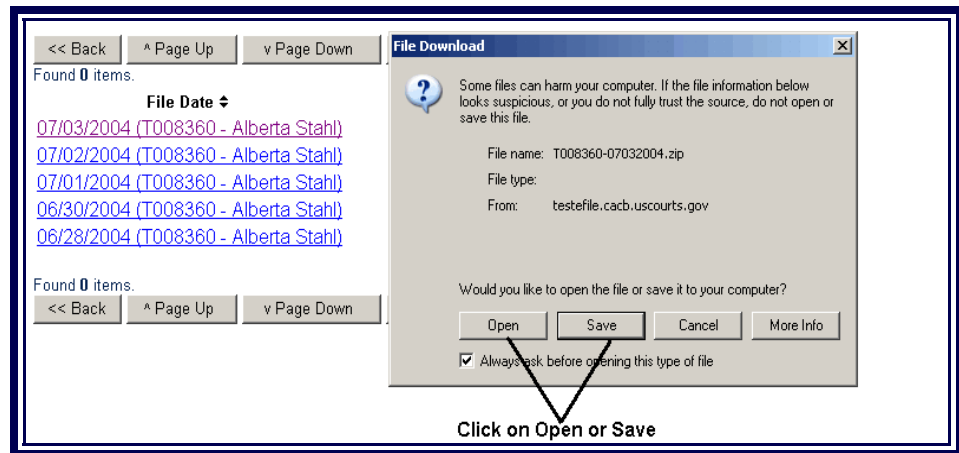 << Back ^ Page Up v Page Down
Found 0 items.
File Date
07/03/2004 (T008360 - Alberta Stahl)
07/02/2004 (T008360 - Alberta Stahl)
07/01/2004 (T008360 - Alberta Stahl)
06/30/2004 (T008360 - Alberta Stahl)
06/28/2004 (T008360 - Alberta Stahl)
Found 0 items.
<< Back ^ Page Up v Page Down
File Download
Some files can harm your computer. If the file information below
looks suspicious, or you do not fully trust the source, do not open or
save this file.
File name: T008360-07032004.zip
File type:
From: testefile.cacb.uscourts.gov
Would you like to open the file or save it to your computer?
Open Save Cancel More Info
Always ask before opening this type of file
Click on Open or Save